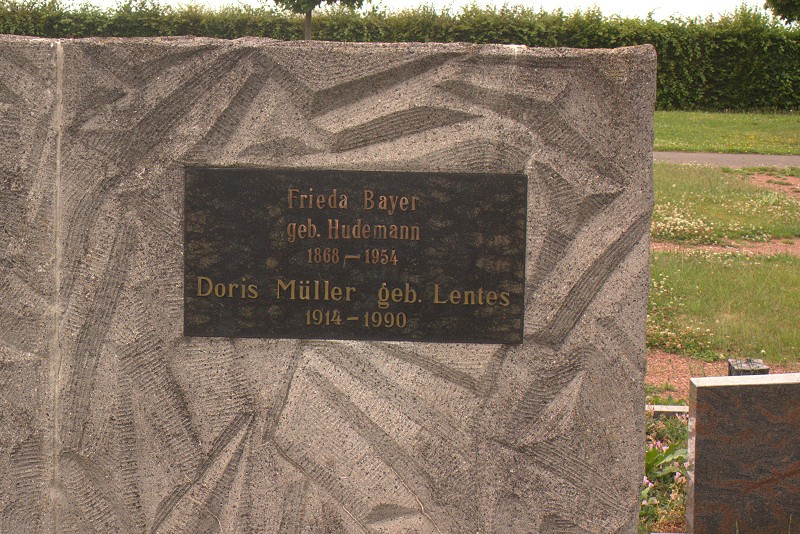 Frieda Bayer
geb. Hudemann
1868 – 1954
Doris Müller geb. Lentes
1914 – 1990